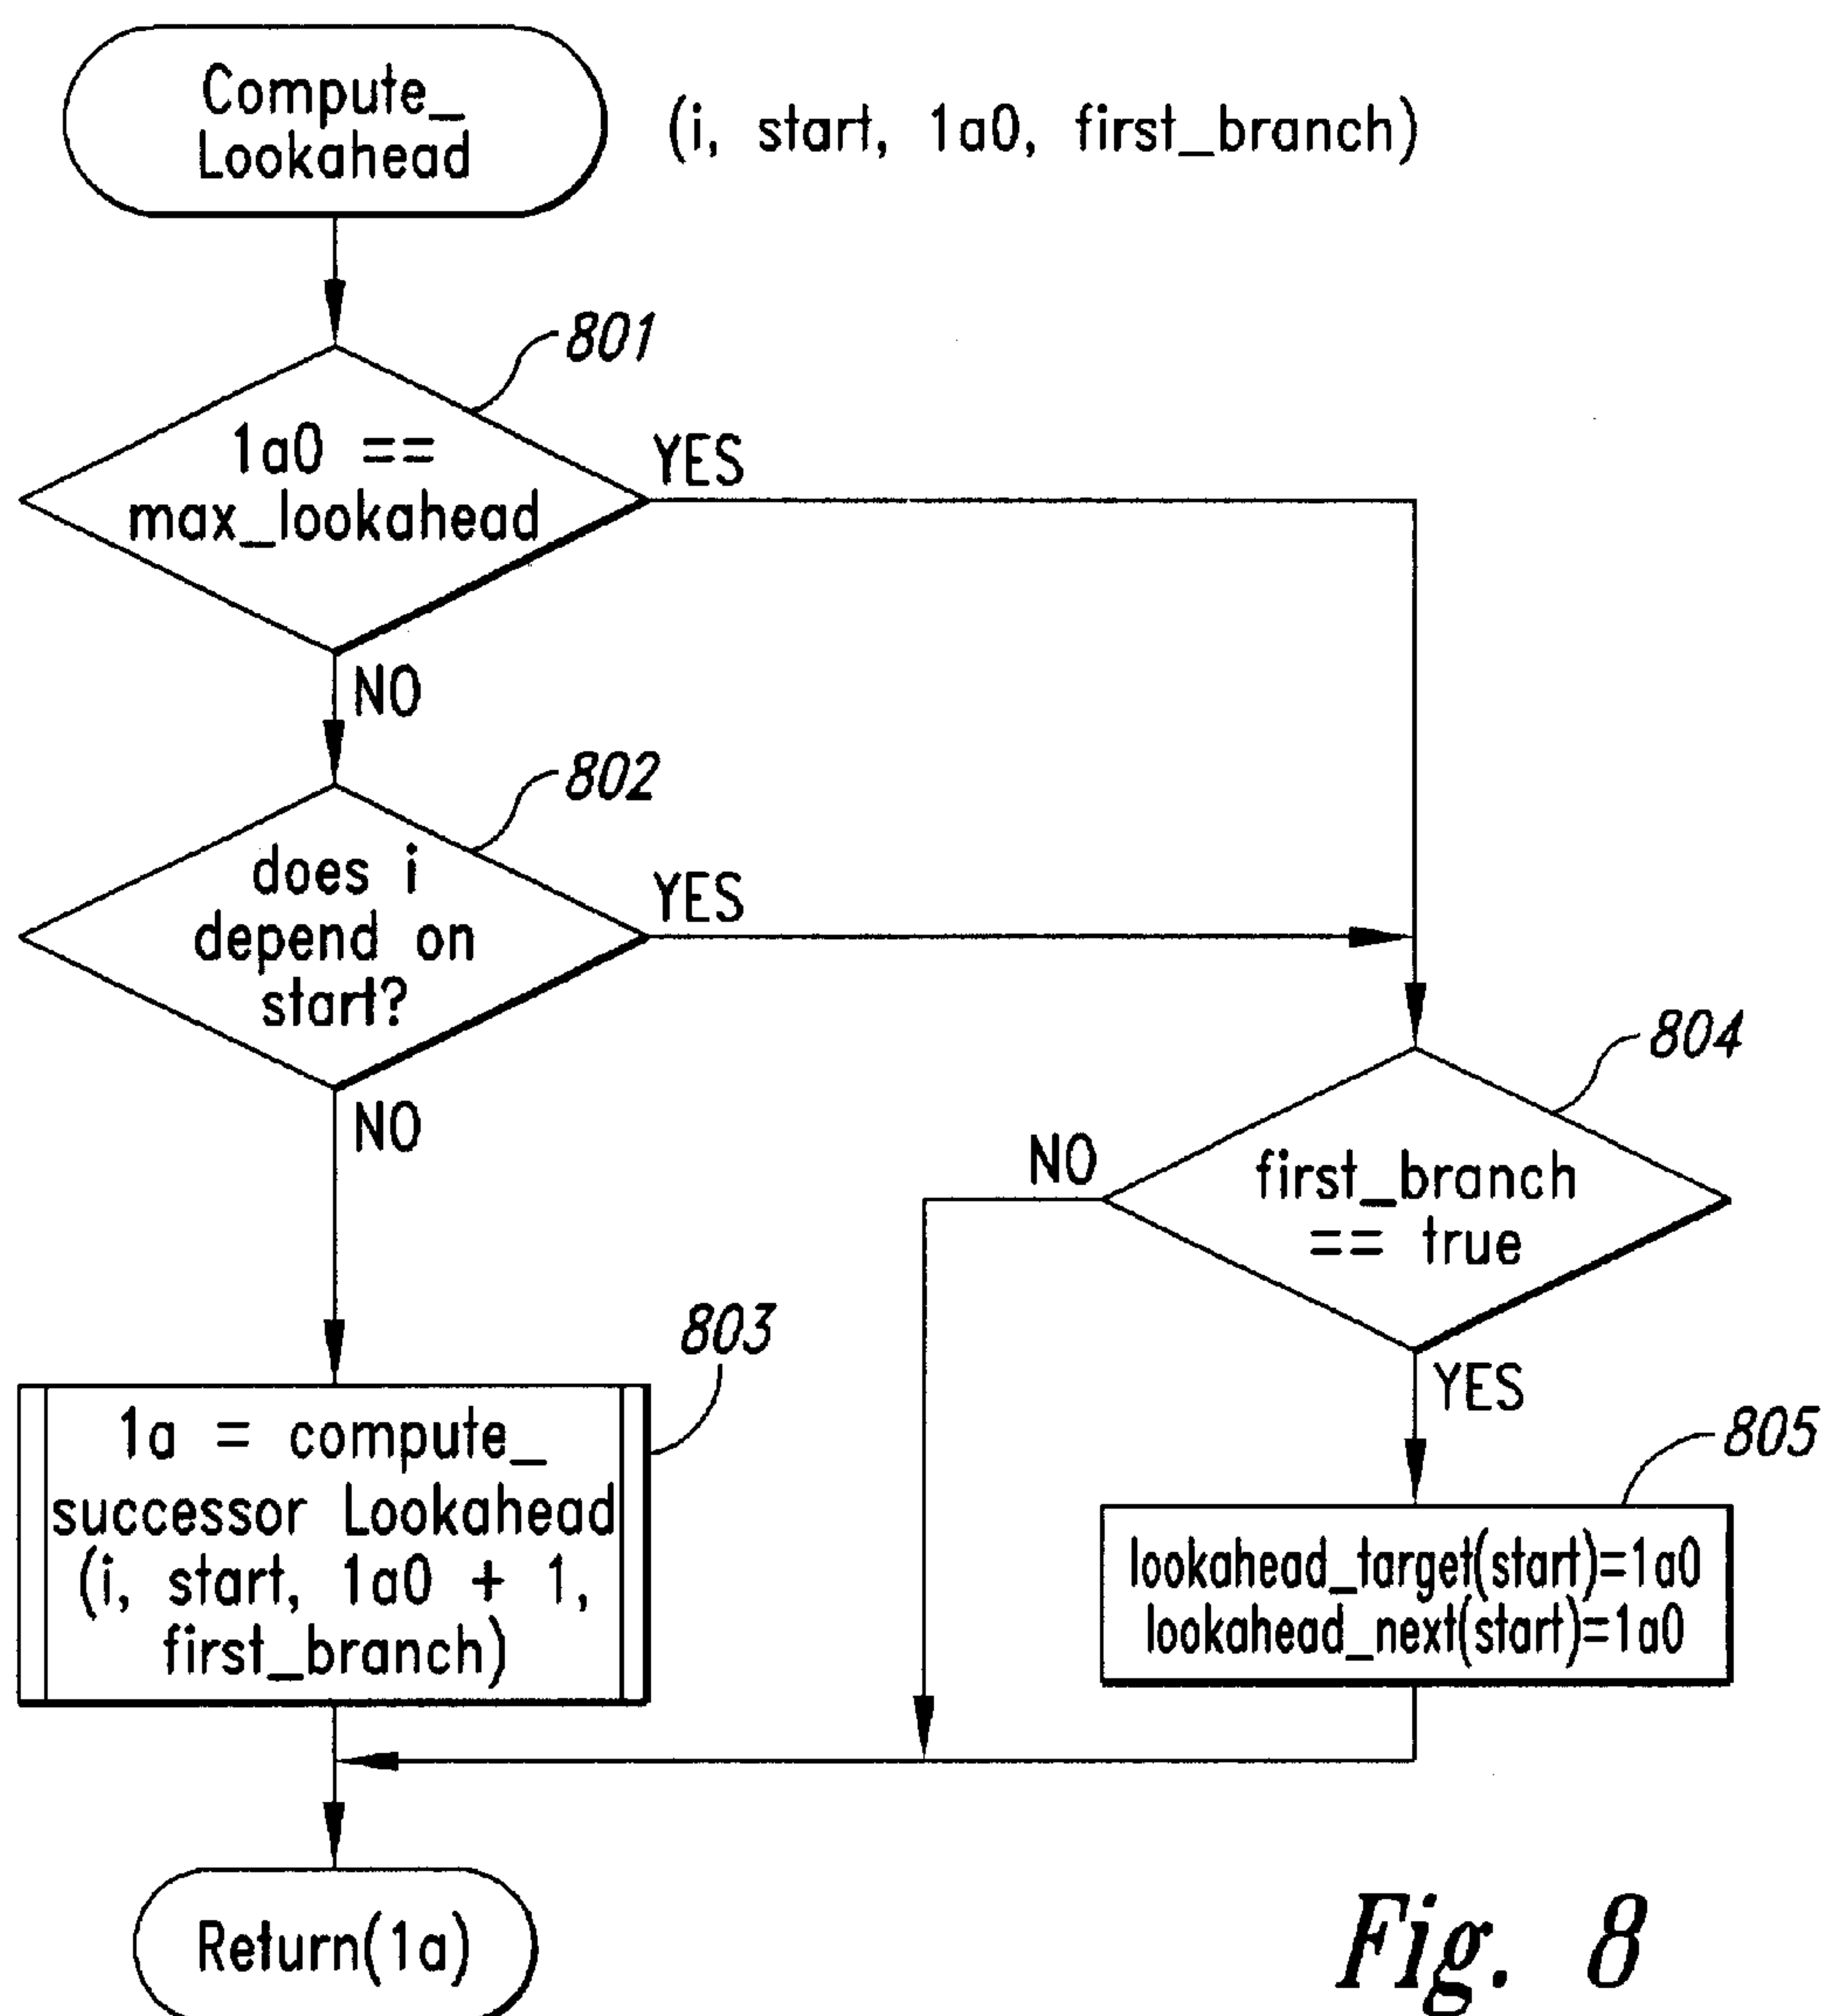 Compute_
Lookahead
(i, start, 1a0, first_branch)
801
1a0 ==
max_lookahead
YES
NO
802
does i
depend on
start?
YES
NO
804
first_branch
== true
NO
YES
803
1a = compute_
successor Lookahead
(i, start, 1a0 + 1,
first_branch)
805
lookahead_target(start)=1a0
lookahead_next(start)=1a0
Return(1a)
Fig. 8